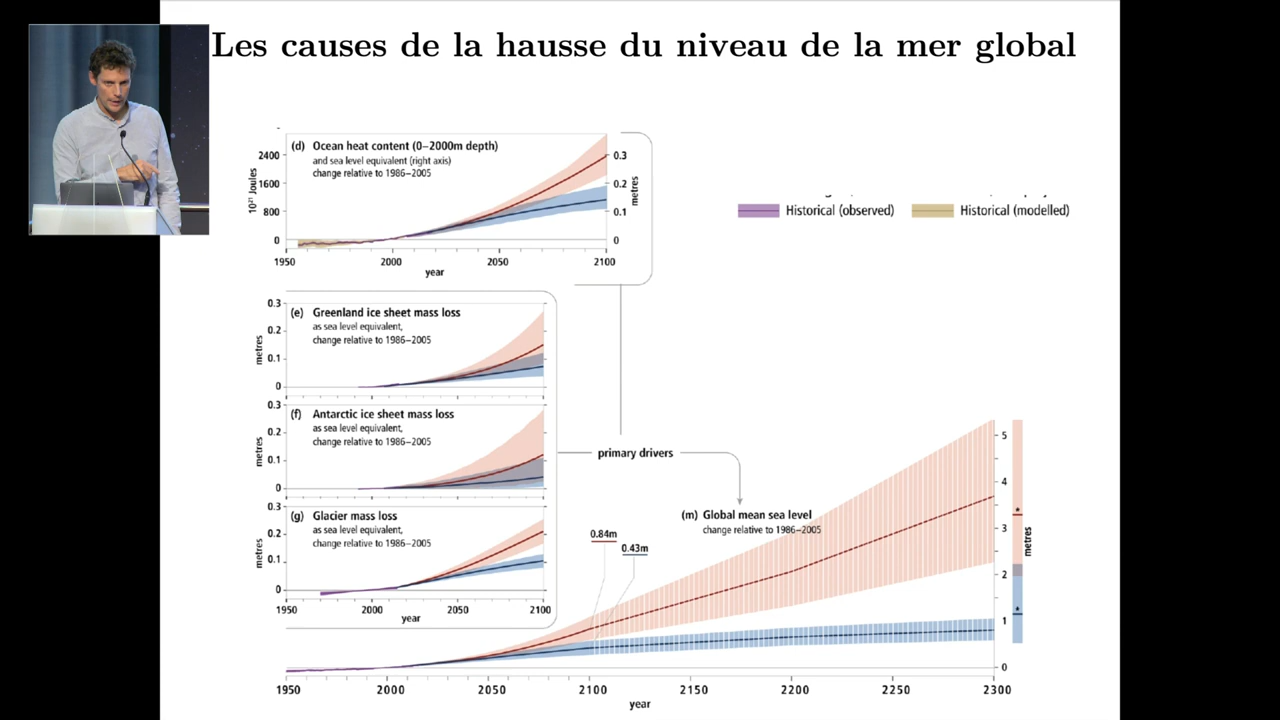 Les causes de la hausse du niveau de la mer global
(d) Ocean heat content (0–2000m depth)
and sea level equivalent (right axis)
change relative to 1986–2005
10²¹ Joules
2400
1600
800
0
0.3
0.2
0.1
0
metres
1950
2000
2050
2100
year
Historical (observed)
Historical (modelled)
(e) Greenland ice sheet mass loss
as sea level equivalent,
change relative to 1986–2005
metres
0.3
0.2
0.1
0
(f) Antarctic ice sheet mass loss
as sea level equivalent,
change relative to 1986–2005
metres
0.3
0.2
0.1
0
(g) Glacier mass loss
as sea level equivalent,
change relative to 1986–2005
metres
0.3
0.2
0.1
0
1950
2000
2050
2100
year
primary drivers
(m) Global mean sea level
change relative to 1986–2005
0.84m
0.43m
5
4
3
2
1
0
metres
*
*
1950
2000
2050
2100
2150
2200
2250
2300
year